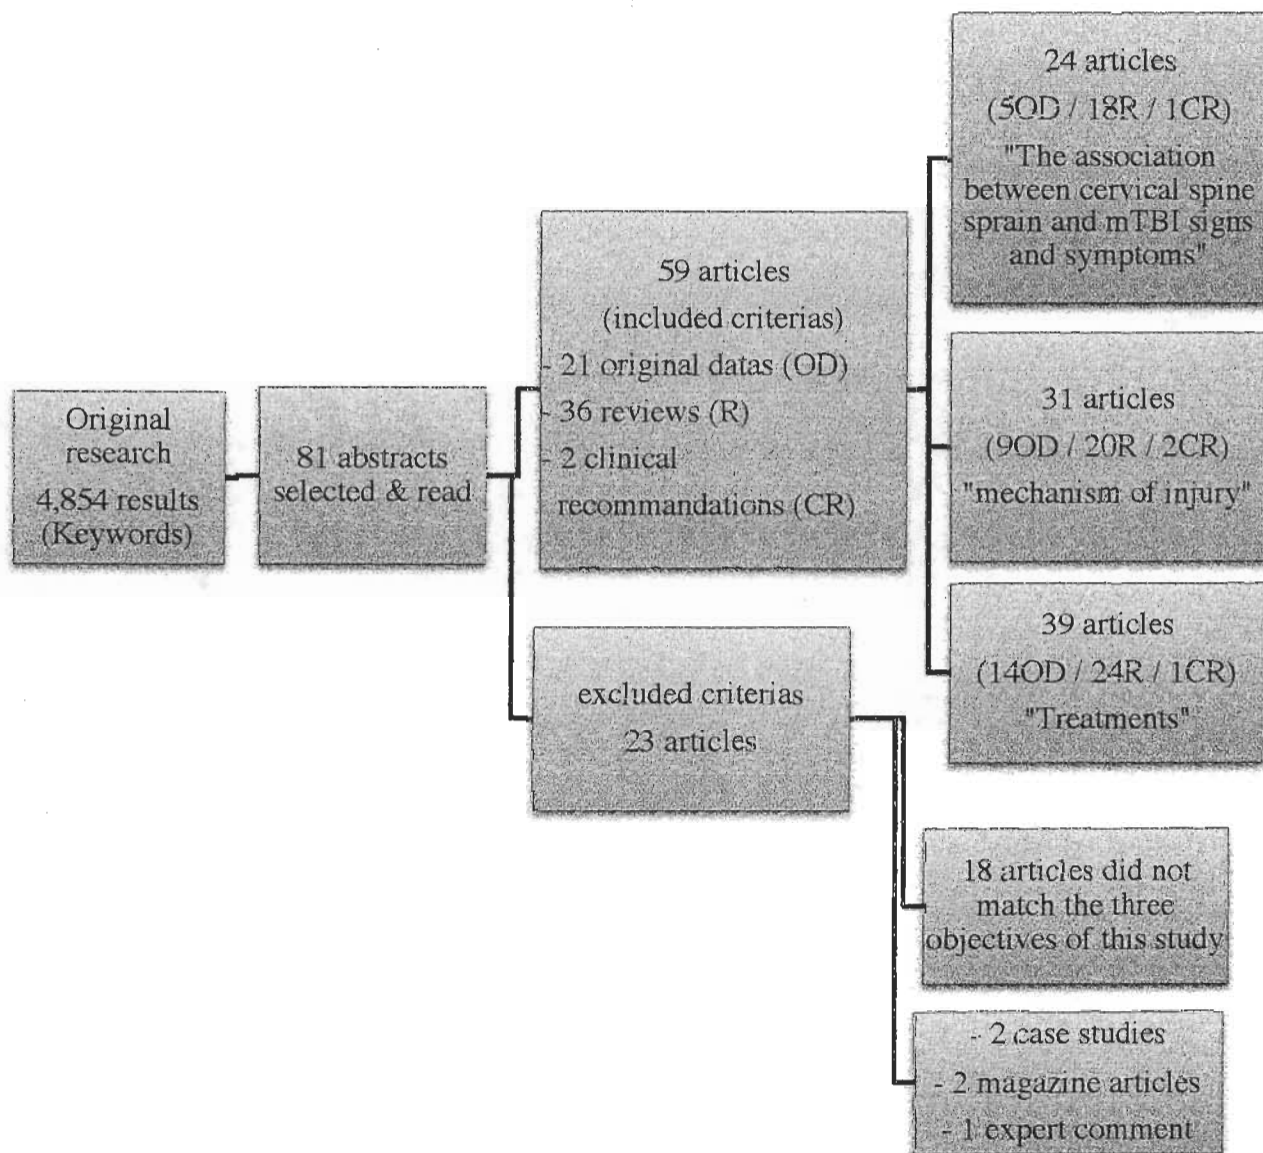 Original
research
4,854 results
(Keywords)
81 abstracts
selected & read
59 articles
(included criterias)
- 21 original datas (OD)
- 36 reviews (R)
- 2 clinical
recommandations (CR)
excluded criterias
23 articles
24 articles
(5OD / 18R / 1CR)
"The association
between cervical spine
sprain and mTBI signs
and symptoms"
31 articles
(9OD / 20R / 2CR)
"mechanism of injury"
39 articles
(14OD / 24R / 1CR)
"Treatments"
18 articles did not
match the three
objectives of this study
- 2 case studies
- 2 magazine articles
- 1 expert comment